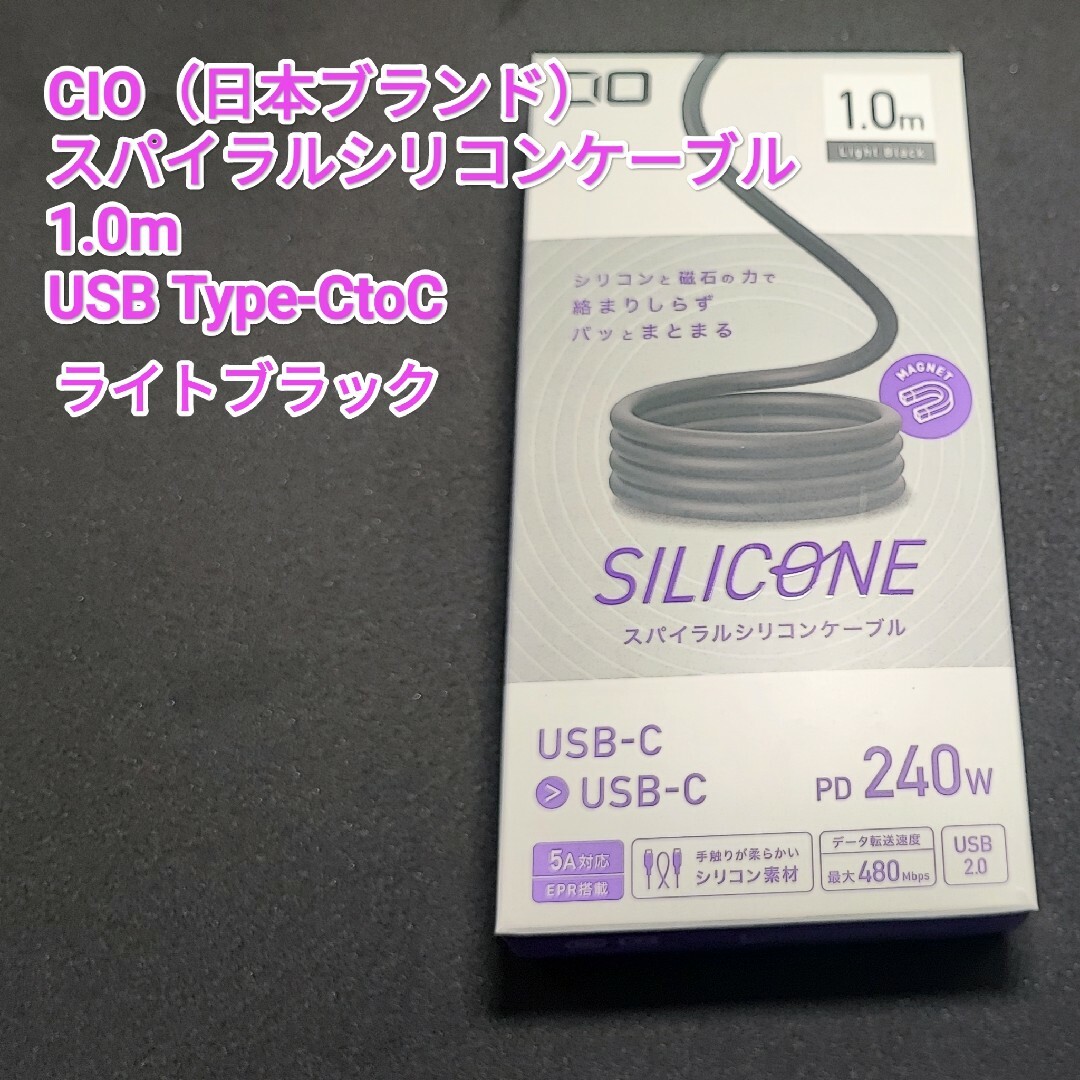 CIO（日本ブランド）
スパイラルシリコンケーブル
1.0m
USB Type-CtoC
ライトブラック
1.0m
Light Black
シリコンと磁石の力で
絡まりしらず
パッとまとまる
MAGNET
SILICONE
スパイラルシリコンケーブル
USB-C
> USB-C
PD 240W
5A対応
EPR搭載
手触りが柔らかい
シリコン素材
データ転送速度
最大480Mbps
USB
2.0